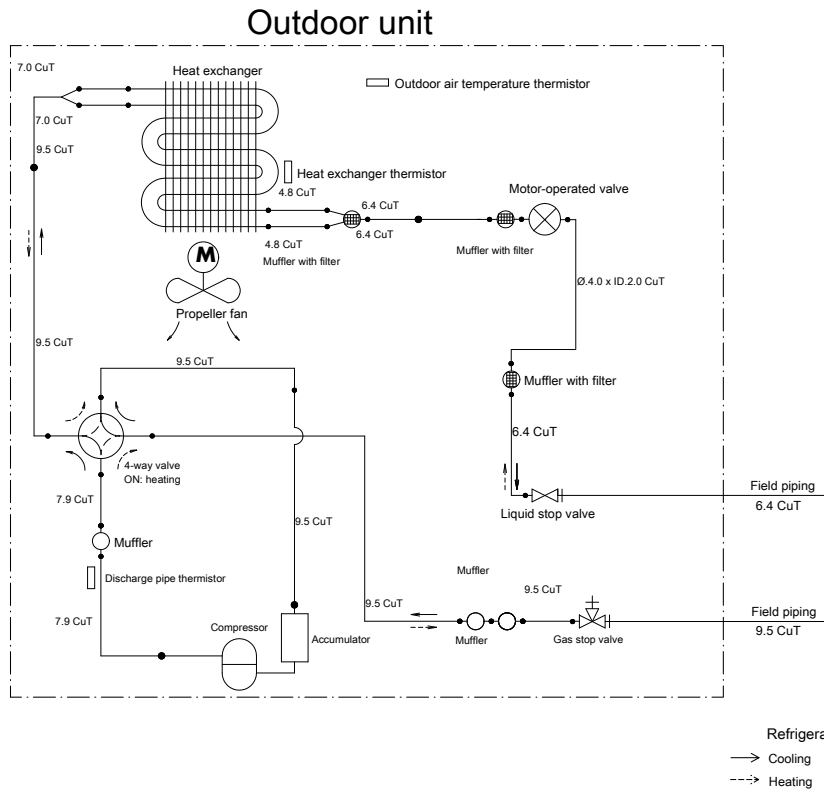 Outdoor unit
7.0 CuT
Heat exchanger
Outdoor air temperature thermistor
7.0 CuT
9.5 CuT
Heat exchanger thermistor
4.8 CuT
Motor-operated valve
6.4 CuT
6.4 CuT
4.8 CuT
Muffler with filter
Muffler with filter
M
Ø.4.0 x ID.2.0 CuT
Propeller fan
9.5 CuT
9.5 CuT
Muffler with filter
6.4 CuT
4-way valve
ON: heating
7.9 CuT
Field piping
6.4 CuT
Liquid stop valve
9.5 CuT
Muffler
Discharge pipe thermistor
Muffler
9.5 CuT
9.5 CuT
Field piping
9.5 CuT
7.9 CuT
Compressor
Accumulator
Muffler
Gas stop valve
Refrigera
Cooling
Heating